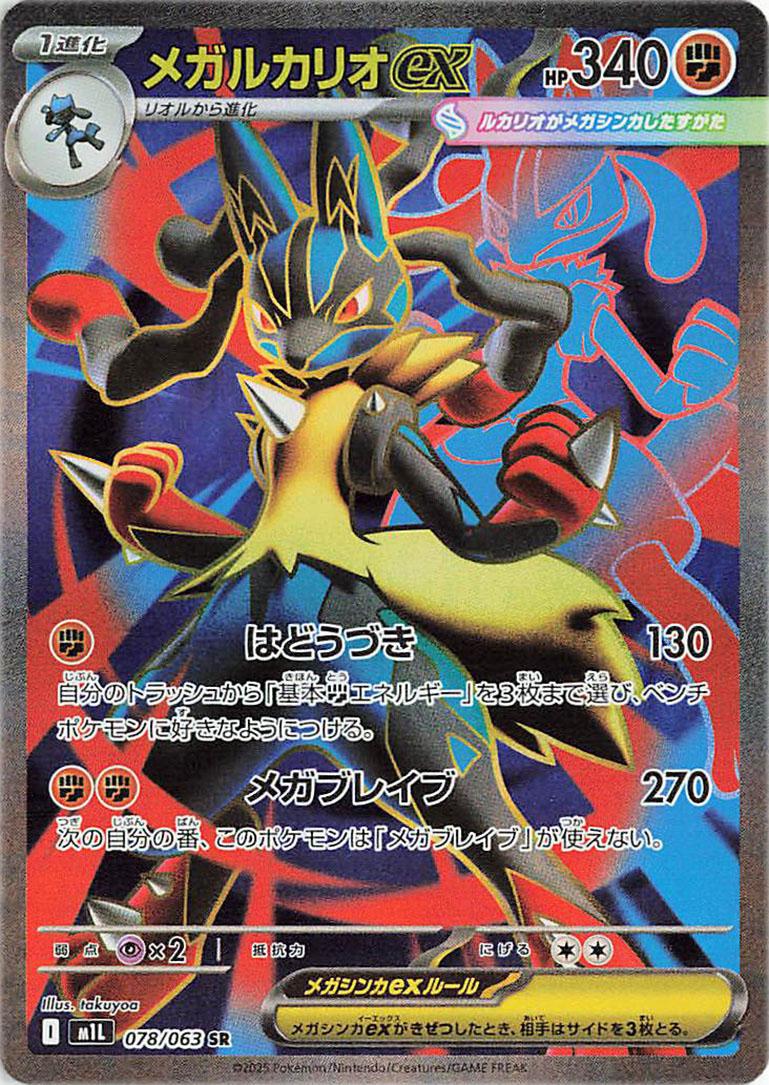 1進化
メガルカリオex
HP340
リオルから進化
ルカリオがメガシンカしたすがた
はどうづき 130
自分のトラッシュから「基本エネルギー」を3枚まで選び、ベンチ
ポケモンに好きなようにつける。
メガブレイブ 270
次の自分の番、このポケモンは「メガブレイブ」が使えない。
弱点 ×2 抵抗力 にげる
メガシンカexルール
メガシンカexがきぜつしたとき、相手はサイドを3枚とる。
Illus. takuyoa
I m1L 078/063 SR
©2025 Pokémon/Nintendo/Creatures/GAME FREAK